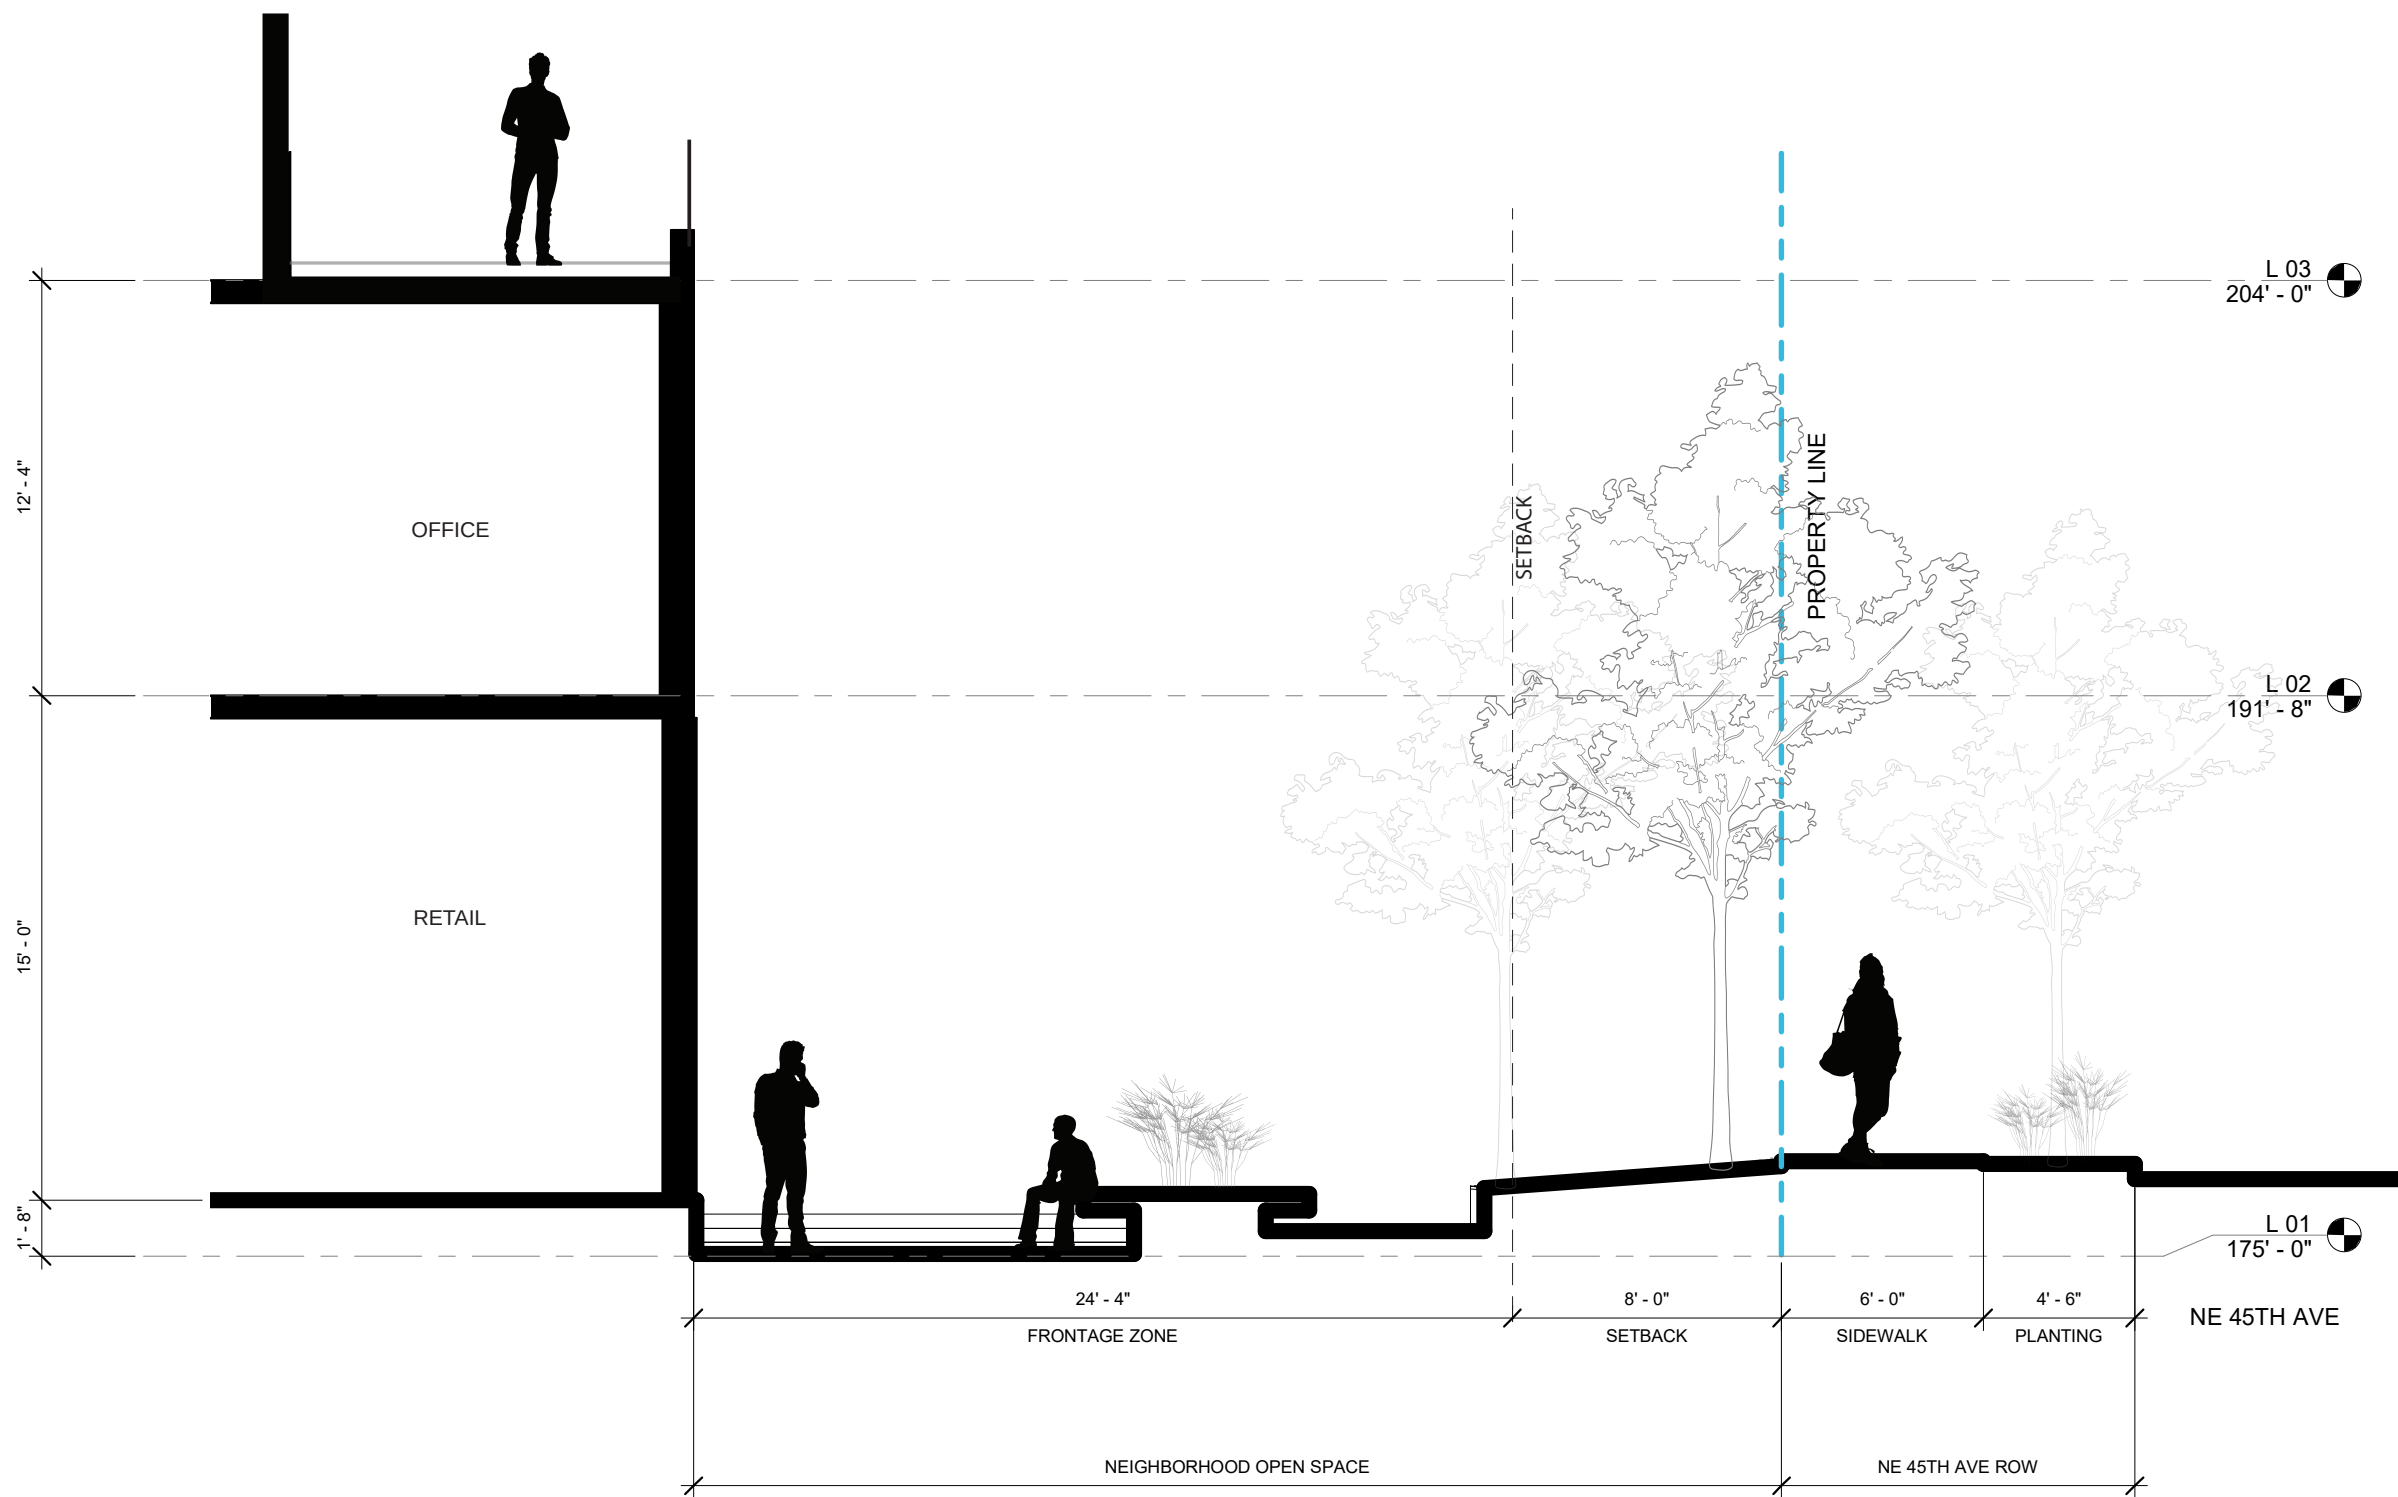 L 03
204' - 0"
12' - 4"
OFFICE
SETBACK
PROPERTY LINE
L 02
191' - 8"
RETAIL
15' - 0"
1' - 8"
L 01
175' - 0"
24' - 4"
8' - 0"
6' - 0"
4' - 6"
NE 45TH AVE
FRONTAGE ZONE
SETBACK
SIDEWALK
PLANTING
NEIGHBORHOOD OPEN SPACE
NE 45TH AVE ROW